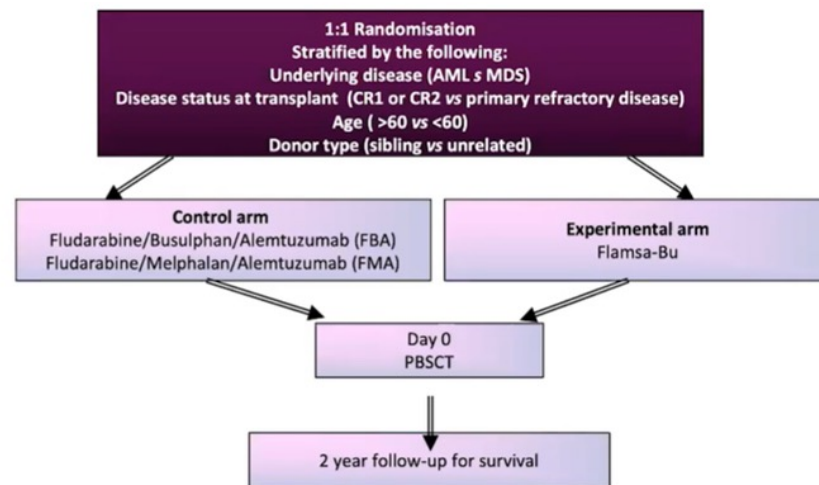 1:1 Randomisation
Stratified by the following:
Underlying disease (AML s MDS)
Disease status at transplant (CR1 or CR2 vs primary refractory disease)
Age ( >60 vs <60)
Donor type (sibling vs unrelated)
Control arm
Fludarabine/Busulphan/Alemtuzumab (FBA)
Fludarabine/Melphalan/Alemtuzumab (FMA)
Experimental arm
Flamsa-Bu
Day 0
PBSCT
2 year follow-up for survival